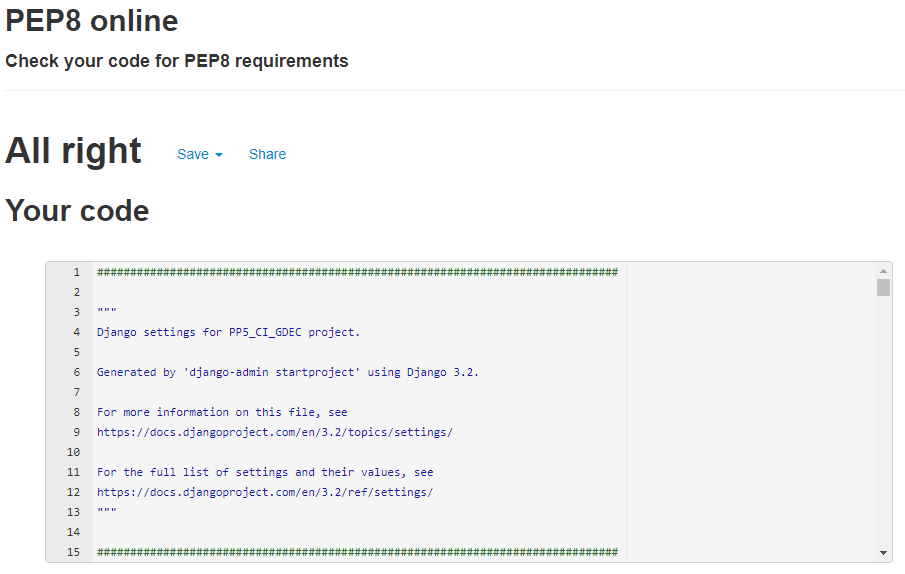 PEP8 online
Check your code for PEP8 requirements
All right Save Share
Your code
1 ###############################################################################
2
3 """
4 Django settings for PP5_CI_GDEC project.
5
6 Generated by 'django-admin startproject' using Django 3.2.
7
8 For more information on this file, see
9 https://docs.djangoproject.com/en/3.2/topics/settings/
10
11 For the full list of settings and their values, see
12 https://docs.djangoproject.com/en/3.2/ref/settings/
13 """
14
15 ###############################################################################